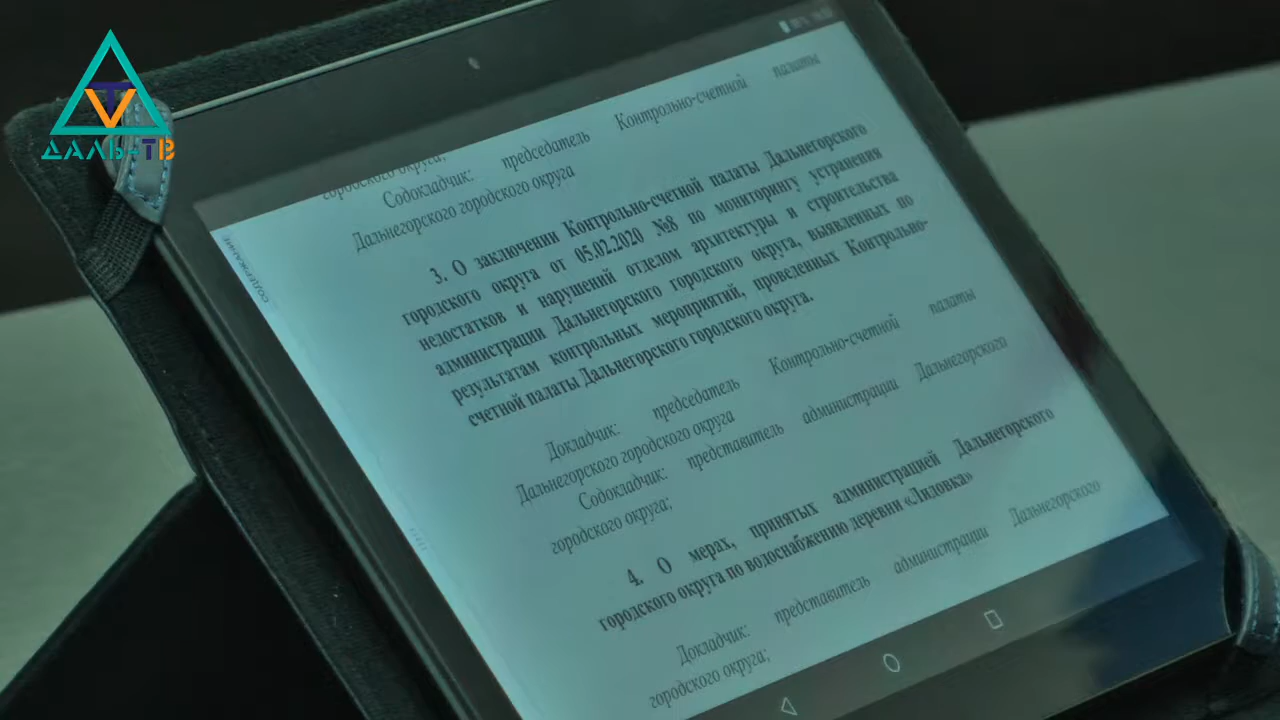 TV
ДАЛЬ-ТВ
городского округа;
Содокладчик: председатель Контрольно-счетной палаты
Дальнегорского городского округа
3. О заключении Контрольно-счетной палаты Дальнегорского
городского округа от 05.02.2020 №8 по мониторингу устранения
недостатков и нарушений отделом архитектуры и строительства
администрации Дальнегорского городского округа, выявленных по
результатам контрольных мероприятий, проведенных Контрольно-
счетной палаты Дальнегорского городского округа.
Докладчик: председатель Контрольно-счетной палаты
Дальнегорского городского округа
Содокладчик: представитель администрации Дальнегорского
городского округа;
4. О мерах, принятых администрацией Дальнегорского
городского округа по водоснабжению деревни «Лидовка»
Докладчик: представитель администрации Дальнегорского
городского округа;
СОДЕРЖАНИЕ